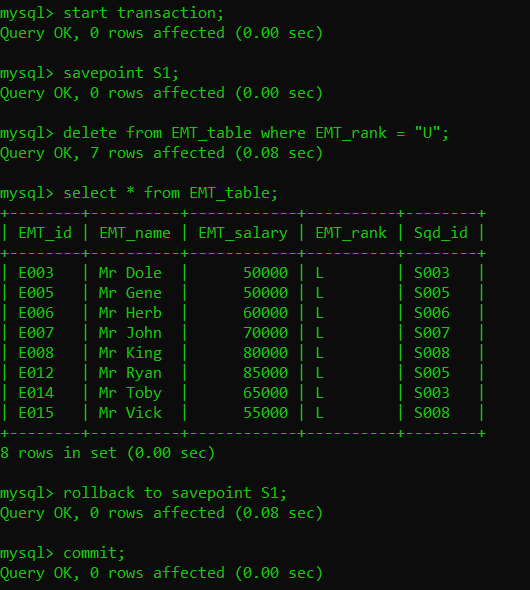 mysql> start transaction;
Query OK, 0 rows affected (0.00 sec)
mysql> savepoint S1;
Query OK, 0 rows affected (0.00 sec)
mysql> delete from EMT_table where EMT_rank = "U";
Query OK, 7 rows affected (0.08 sec)
mysql> select * from EMT_table;
+--------+----------+------------+----------+--------+
| EMT_id | EMT_name | EMT_salary | EMT_rank | Sqd_id |
+--------+----------+------------+----------+--------+
| E003   | Mr Dole  |      50000 | L        | S003   |
| E005   | Mr Gene  |      50000 | L        | S005   |
| E006   | Mr Herb  |      60000 | L        | S006   |
| E007   | Mr John  |      70000 | L        | S007   |
| E008   | Mr King  |      80000 | L        | S008   |
| E012   | Mr Ryan  |      85000 | L        | S005   |
| E014   | Mr Toby  |      65000 | L        | S003   |
| E015   | Mr Vick  |      55000 | L        | S008   |
+--------+----------+------------+----------+--------+
8 rows in set (0.00 sec)
mysql> rollback to savepoint S1;
Query OK, 0 rows affected (0.08 sec)
mysql> commit;
Query OK, 0 rows affected (0.00 sec)